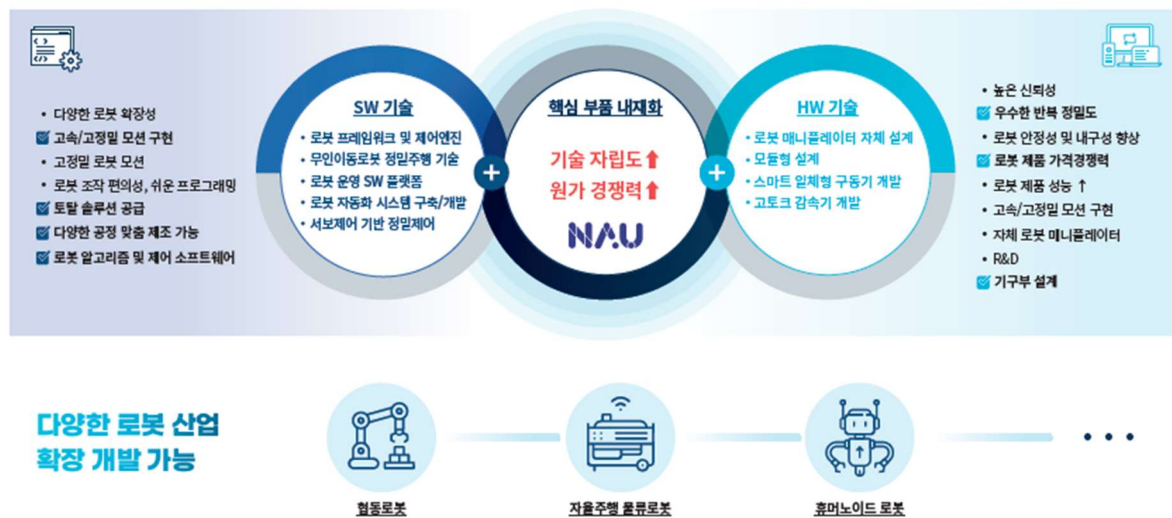 다양한 로봇 확장성
고속/고정밀 모션 구현
고정밀 로봇 모션
로봇 조작 편의성, 쉬운 프로그래밍
토탈 솔루션 공급
다양한 공정 맞춤 제조 가능
로봇 알고리즘 및 제어 소프트웨어
SW 기술
• 로봇 프레임워크 및 제어엔진
• 무인이동로봇 정밀주행 기술
• 로봇 운영 SW 플랫폼
• 로봇 자동화 시스템 구축/개발
• 서보제어 기반 정밀제어
+
핵심 부품 내재화
기술 자립도⬆
원가 경쟁력⬆
NAU
+
HW 기술
• 로봇 매니퓰레이터 자체 설계
• 모듈형 설계
• 스마트 일체형 구동기 개발
• 고토크 감속기 개발
• 높은 신뢰성
우수한 반복 정밀도
• 로봇 안정성 및 내구성 향상
로봇 제품 가격경쟁력
• 로봇 제품 성능 ↑
• 고속/고정밀 모션 구현
• 자체 로봇 매니퓰레이터
• R&D
기구부 설계
다양한 로봇 산업
확장 개발 가능
협동로봇
자율주행 물류로봇
휴머노이드 로봇
• • •